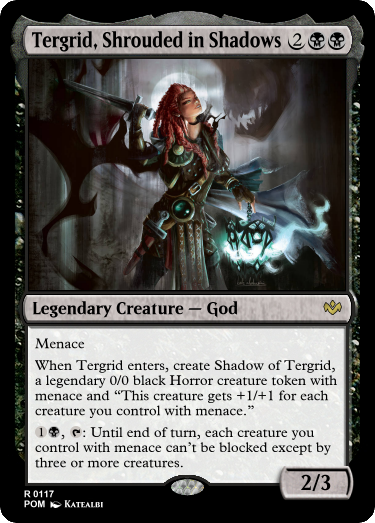 Tergrid, Shrouded in Shadows 2
Legendary Creature — God
Menace
When Tergrid enters, create Shadow of Tergrid,
a legendary 0/0 black Horror creature token with
menace and “This creature gets +1/+1 for each
creature you control with menace.”
1, : Until end of turn, each creature you
control with menace can't be blocked except by
three or more creatures.
2/3
R 0117
POM KATEALBI